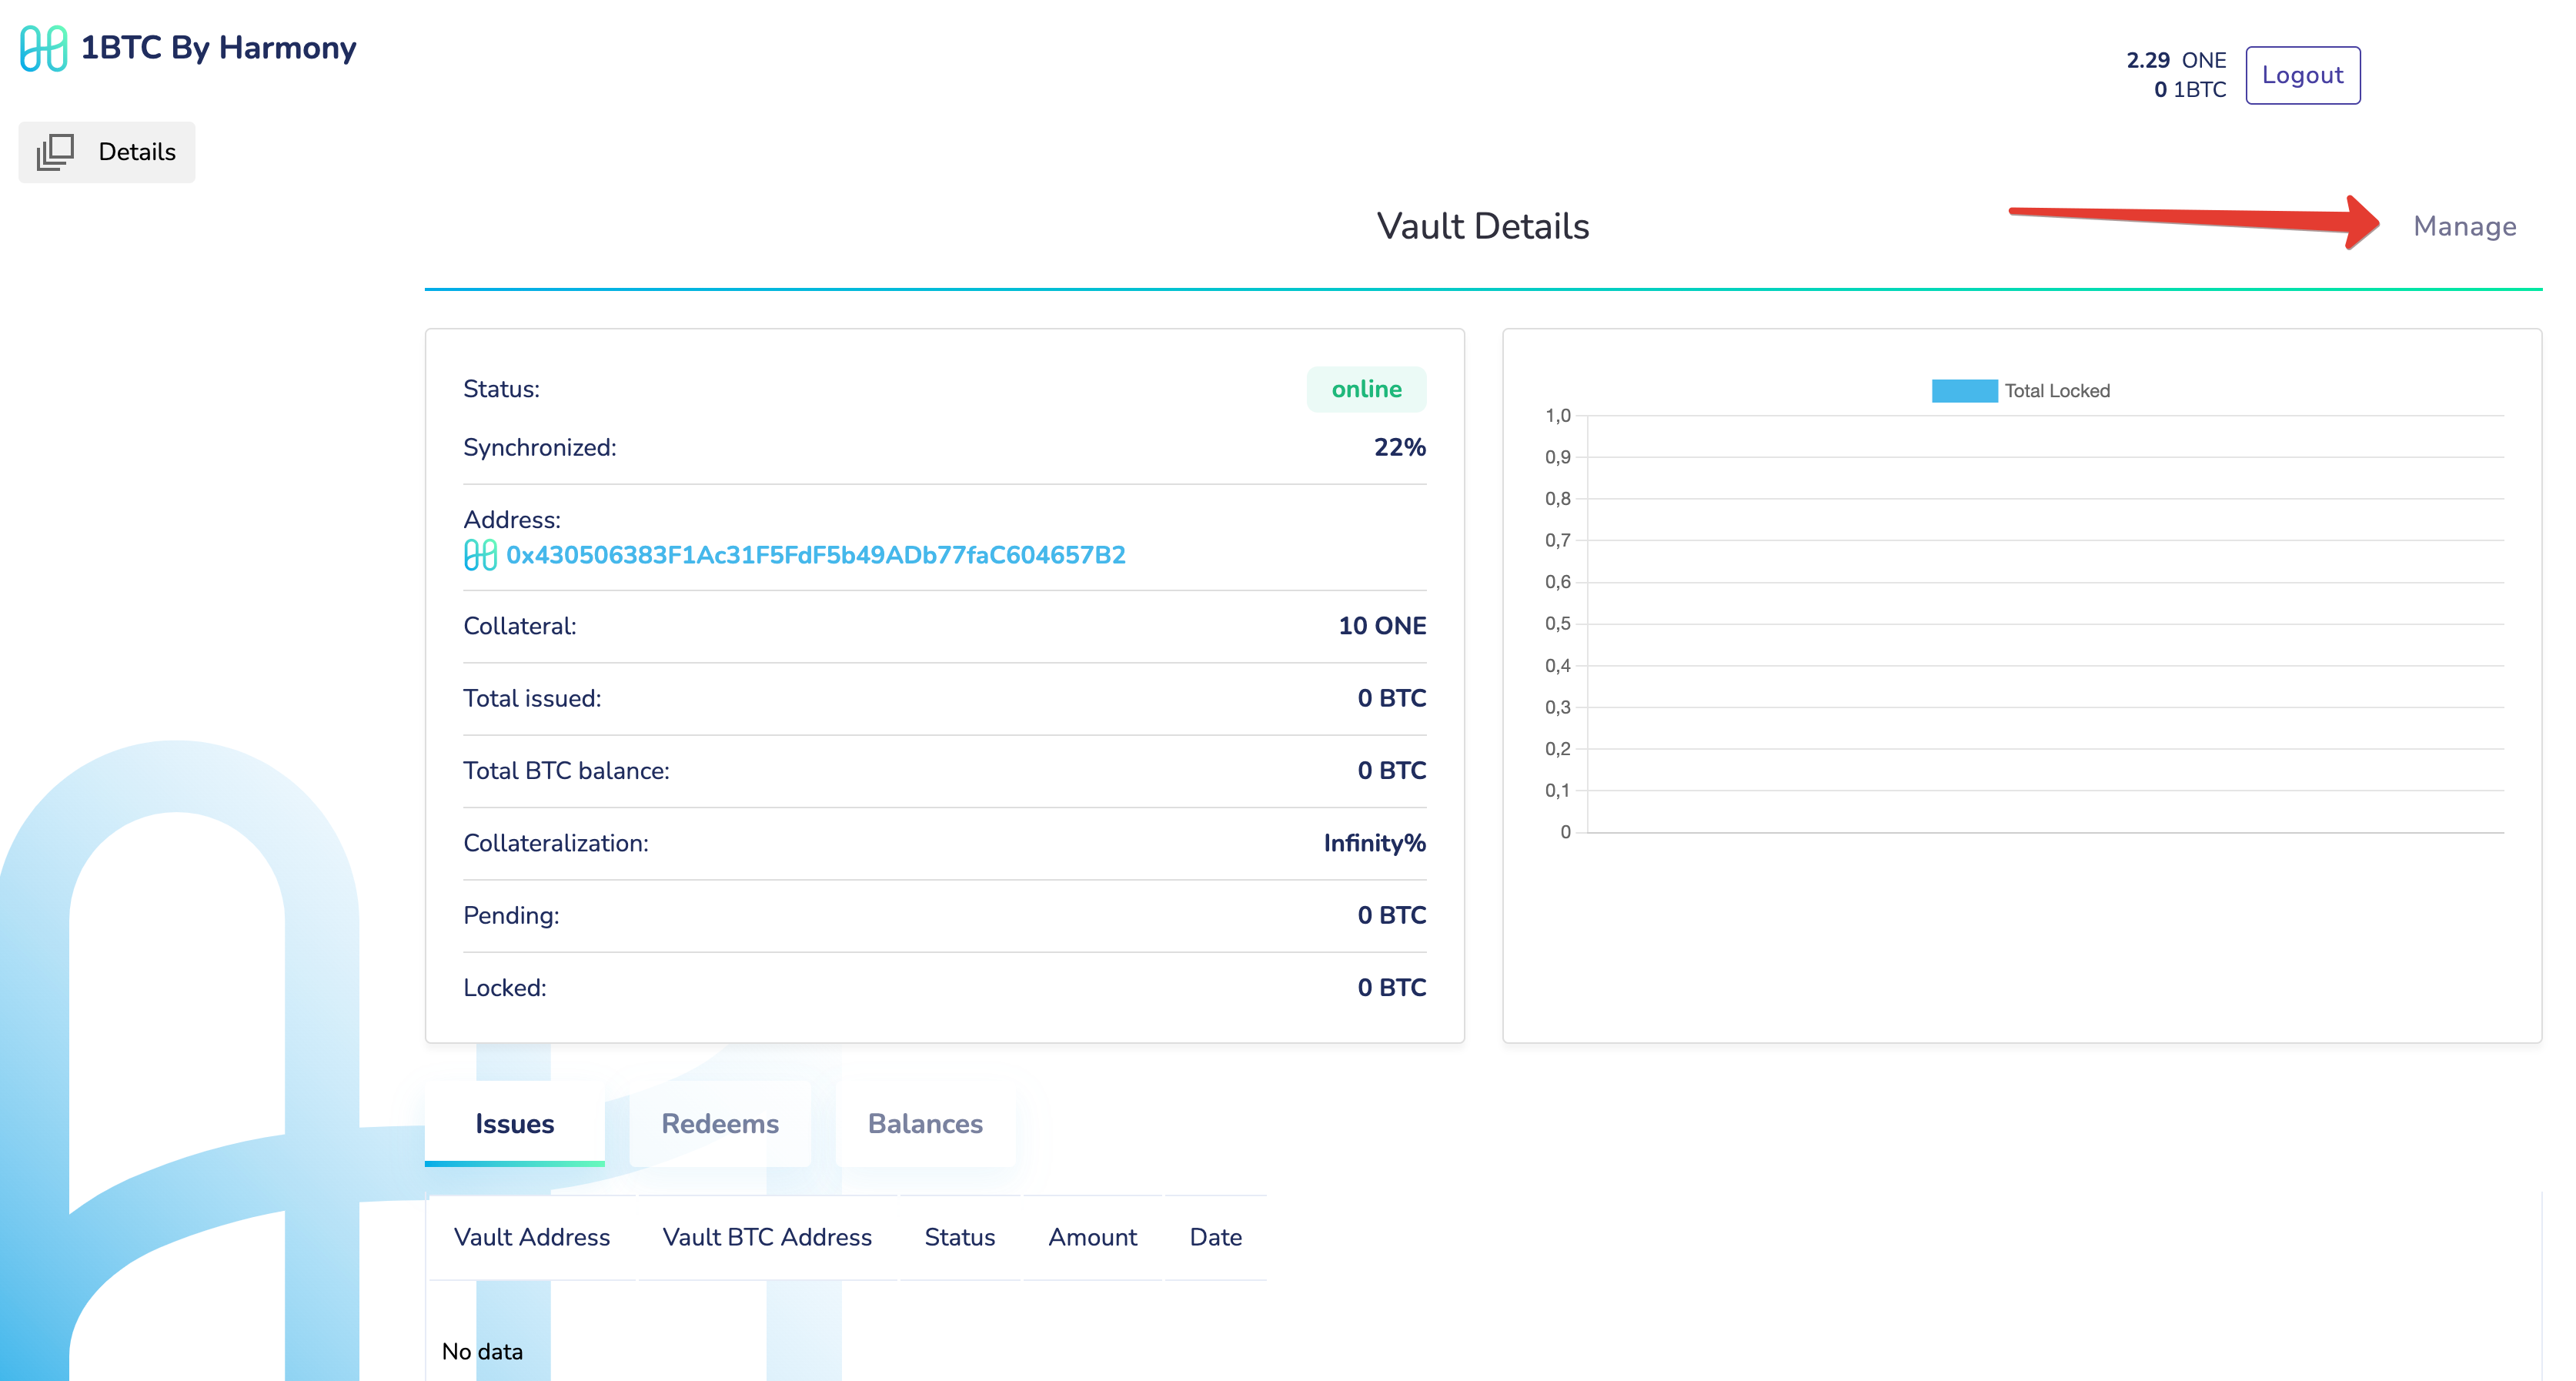 1BTC By Harmony
2.29 ONE
0 1BTC
Logout
Details
Vault Details
Manage
Status:
online
Synchronized:
22%
Address:
0x430506383F1Ac31F5FdF5b49ADb77faC604657B2
Collateral:
10 ONE
Total issued:
0 BTC
Total BTC balance:
0 BTC
Collateralization:
Infinity%
Pending:
0 BTC
Locked:
0 BTC
Total Locked
1,0
0,9
0,8
0,7
0,6
0,5
0,4
0,3
0,2
0,1
0
Issues
Redeems
Balances
Vault Address
Vault BTC Address
Status
Amount
Date
No data